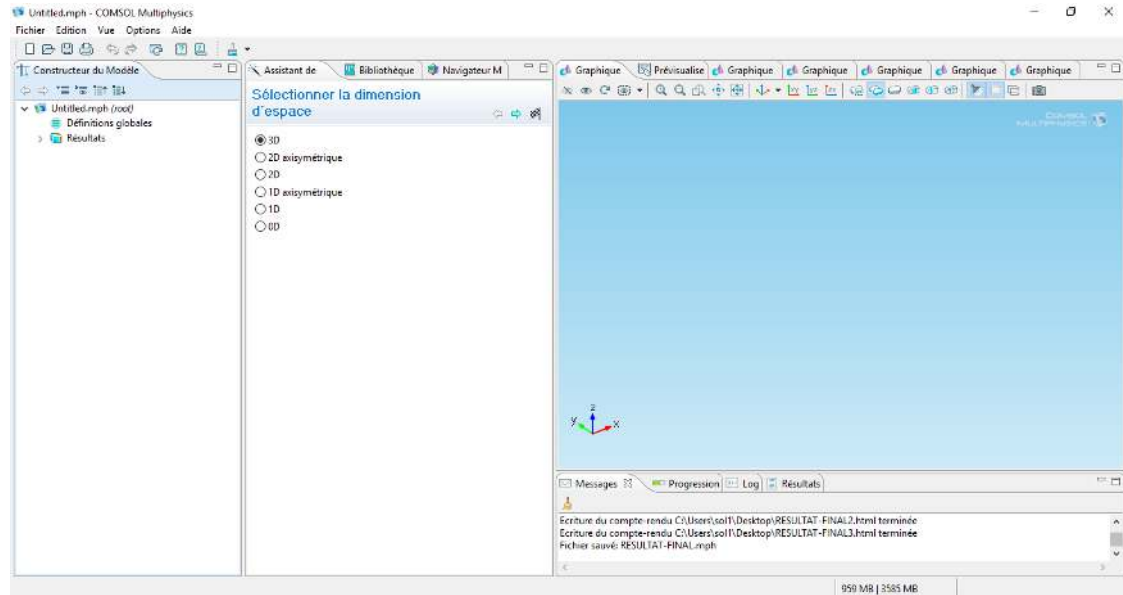 Untitled.mph - COMSOL Multiphysics
Fichier Edition Vue Options Aide
Constructeur du Modèle
Untitled.mph (root)
Définitions globales
Résultats
Assistant de
Bibliothèque
Navigateur M
Sélectionner la dimension
d'espace
3D
2D axisymétrique
2D
1D axisymétrique
1D
0D
Graphique
Prévisualise
Graphique
Graphique
Graphique
Graphique
Graphique
COMSOL
MULTIPHYSICS
z
y
x
Messages
Progression
Log
Résultats
Ecriture du compte-rendu C:\Users\sol1\Desktop\RESULTAT-FINAL2.html terminée
Ecriture du compte-rendu C:\Users\sol1\Desktop\RESULTAT-FINAL3.html terminée
Fichier sauvé: RESULTAT-FINAL.mph
959 MB | 3585 MB